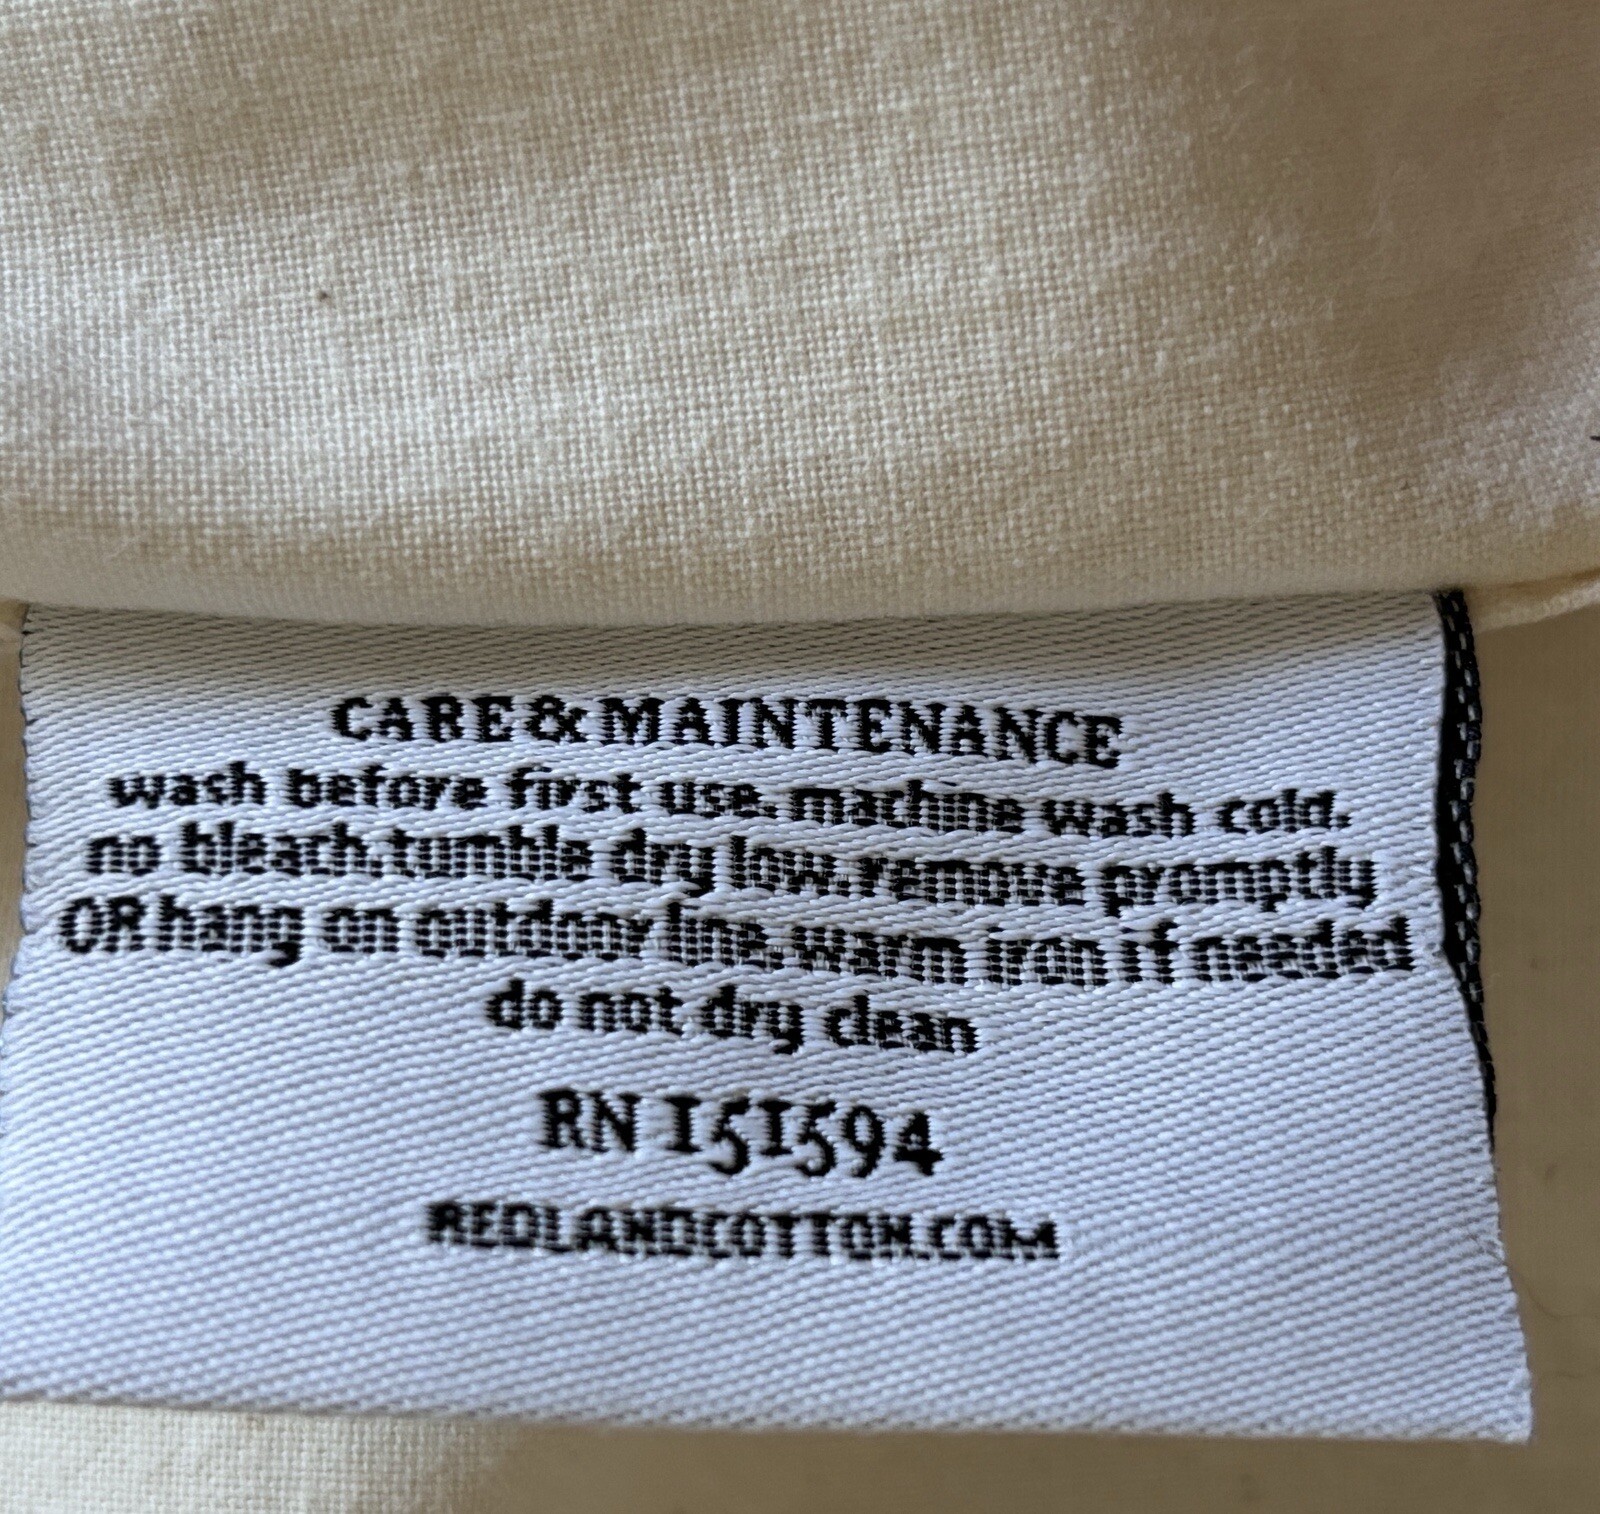 CARE & MAINTENANCE
wash before first use. machine wash cold.
no bleach. tumble dry low. remove promptly
OR hang on outdoor line. warm iron if needed
do not dry clean
RN 151594
REDLANDCOTTON.COM